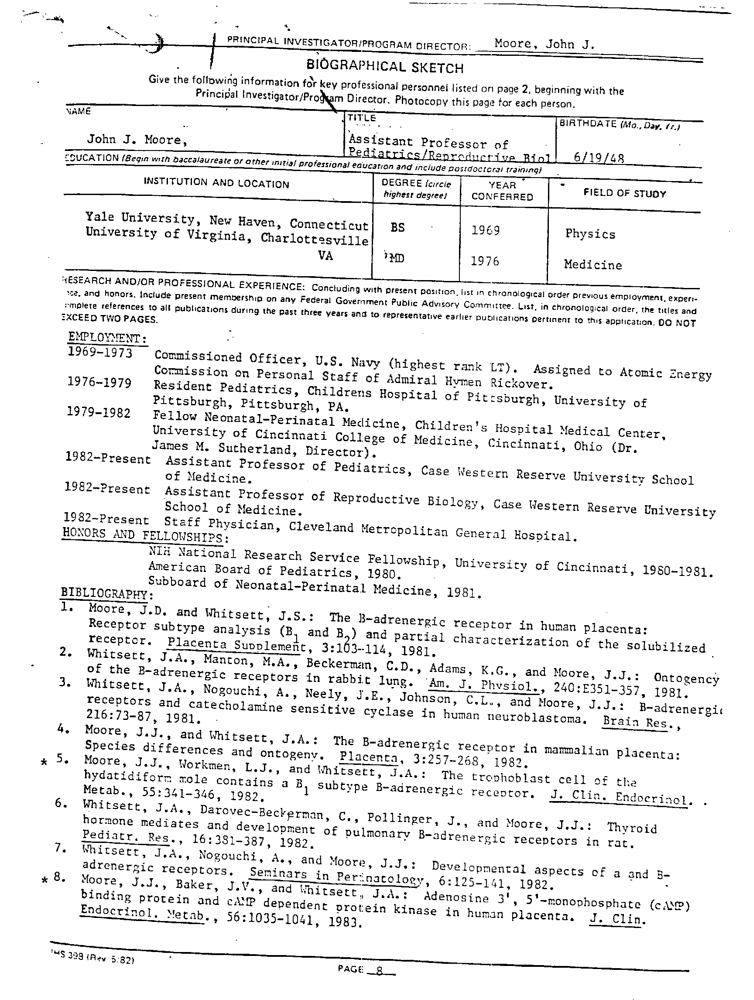 PRINCIPAL INVESTIGATOR/PROGRAM DIRECTOR: Moore, John J.
BIOGRAPHICAL SKETCH
Give the following information for key professional personnel listed on page 2, beginning with the
Principal Investigator/Program Director. Photocopy this page for each person.
NAME
TITLE
BIRTHDATE (Mo., Day, Yr.)
John J. Moore,
Assistant Professor of
Pediatrics/Reproductive Biol
6/19/48
EDUCATION (Begin with baccalaureate or other initial professional education and include postdoctoral training)
INSTITUTION AND LOCATION
DEGREE (circle
highest degree)
YEAR
CONFERRED
FIELD OF STUDY
Yale University, New Haven, Connecticut
BS
1969
Physics
University of Virginia, Charlottesville
VA
MD
1976
Medicine
RESEARCH AND/OR PROFESSIONAL EXPERIENCE: Concluding with present position, list in chronological order previous employment, experi-
ence, and honors. Include present membership on any Federal Government Public Advisory Committee. List, in chronological order, the titles and
complete references to all publications during the past three years and to representative earlier publications pertinent to this application. DO NOT
EXCEED TWO PAGES.
EMPLOYMENT:
1969-1973 Commissioned Officer, U.S. Navy (highest rank LT). Assigned to Atomic Energy
Commission on Personal Staff of Admiral Hymen Rickover.
1976-1979 Resident Pediatrics, Childrens Hospital of Pittsburgh, University of
Pittsburgh, Pittsburgh, PA.
1979-1982 Fellow Neonatal-Perinatal Medicine, Children's Hospital Medical Center,
University of Cincinnati College of Medicine, Cincinnati, Ohio (Dr.
James M. Sutherland, Director).
1982-Present Assistant Professor of Pediatrics, Case Western Reserve University School
of Medicine.
1982-Present Assistant Professor of Reproductive Biology, Case Western Reserve University
School of Medicine.
1982-Present Staff Physician, Cleveland Metropolitan General Hospital.
HONORS AND FELLOWSHIPS:
NIH National Research Service Fellowship, University of Cincinnati, 1980-1981.
American Board of Pediatrics, 1980.
Subboard of Neonatal-Perinatal Medicine, 1981.
BIBLIOGRAPHY:
1. Moore, J.D. and Whitsett, J.S.: The B-adrenergic receptor in human placenta:
Receptor subtype analysis (B1 and B2) and partial characterization of the solubilized
receptor. Placenta Supplement, 3:103-114, 1981.
2. Whitsett, J.A., Manton, M.A., Beckerman, C.D., Adams, K.G., and Moore, J.J.: Ontogency
of the B-adrenergic receptors in rabbit lung. Am. J. Physiol., 240:E351-357, 1981.
3. Whitsett, J.A., Nogouchi, A., Neely, J.E., Johnson, C.L., and Moore, J.J.: B-adrenergic
receptors and catecholamine sensitive cyclase in human neuroblastoma. Brain Res.,
216:73-87, 1981.
4. Moore, J.J., and Whitsett, J.A.: The B-adrenergic receptor in mammalian placenta:
Species differences and ontogeny. Placenta, 3:257-268, 1982.
* 5. Moore, J.J., Workmen, L.J., and Whitsett, J.A.: The trophoblast cell of the
hydatidiform mole contains a B1 subtype B-adrenergic receptor. J. Clin. Endocrinol.
Metab., 55:341-346, 1982.
6. Whitsett, J.A., Darovec-Beckerman, C., Pollinger, J., and Moore, J.J.: Thyroid
hormone mediates and development of pulmonary B-adrenergic receptors in rat.
Pediatr. Res., 16:381-387, 1982.
7. Whitsett, J.A., Nogouchi, A., and Moore, J.J.: Developmental aspects of a and B-
adrenergic receptors. Seminars in Perinatology, 6:125-141, 1982.
* 8. Moore, J.J., Baker, J.V., and Whitsett, J.A.: Adenosine 3', 5'-monophosphate (cAMP)
binding protein and cAMP dependent protein kinase in human placenta. J. Clin.
Endocrinol. Metab., 56:1035-1041, 1983.
PHS 398 (Rev. 5/82)
PAGE 8